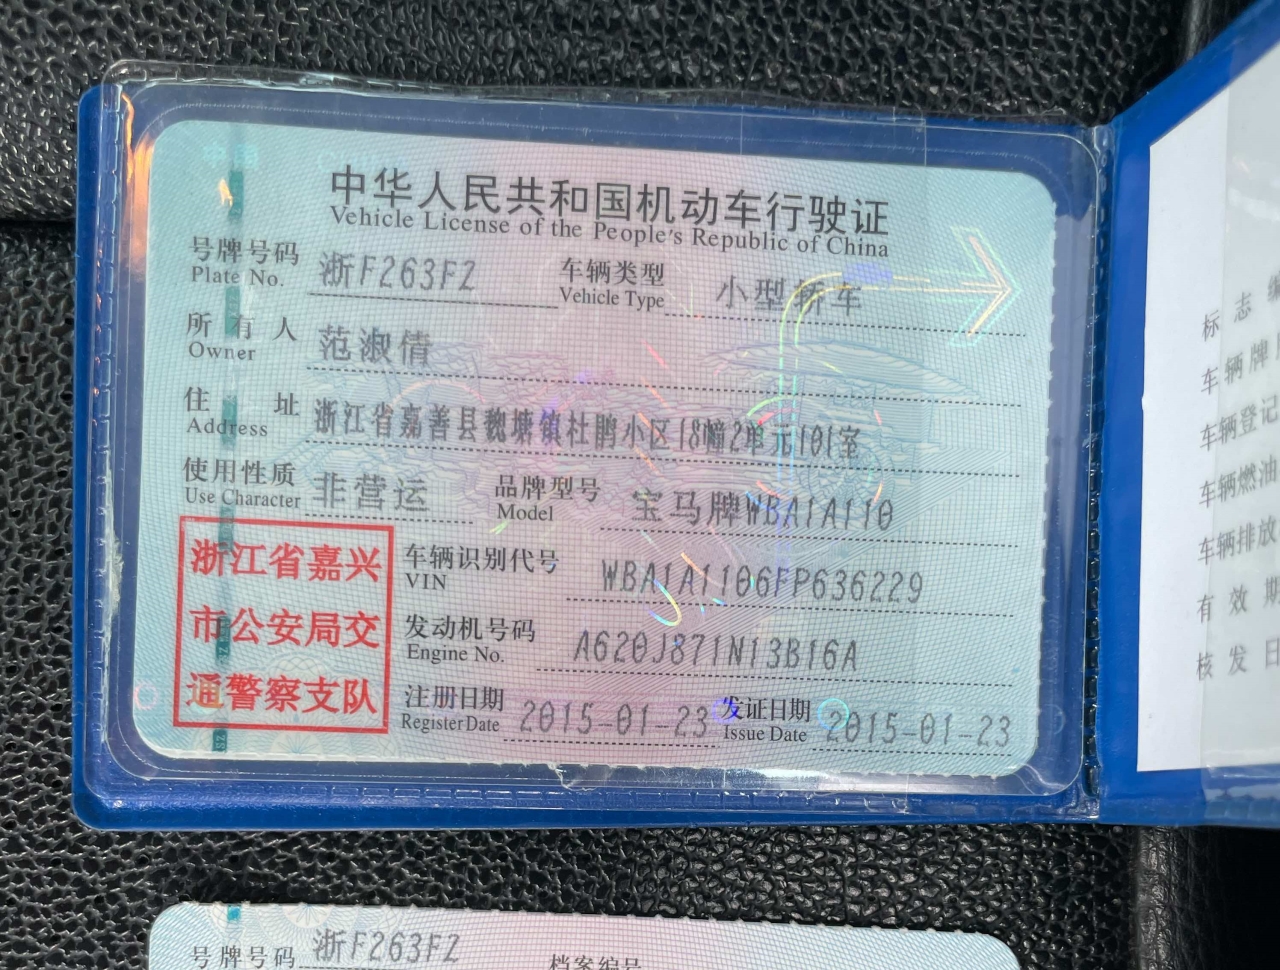 中华人民共和国机动车行驶证
Vehicle License of the People's Republic of China
号牌号码 浙F263FZ 车辆类型 小型轿车
Plate No. Vehicle Type
所有人 范淑倩
Owner
住址 浙江省嘉善县魏塘镇杜鹃小区18幢2单元101室
Address
使用性质 非营运 品牌型号 宝马牌WBA1A110
Use Character Model
浙江省嘉兴
市公安局交
通警察支队
车辆识别代号 WBA1A1106FP636229
VIN
发动机号码 A620J871N13B16A
Engine No.
注册日期 2015-01-23 发证日期 2015-01-23
Register Date Issue Date
标志
车辆牌
车辆登记
车辆燃油
车辆排放
有效期
核发日
号牌号码 浙F263FZ 档案编号